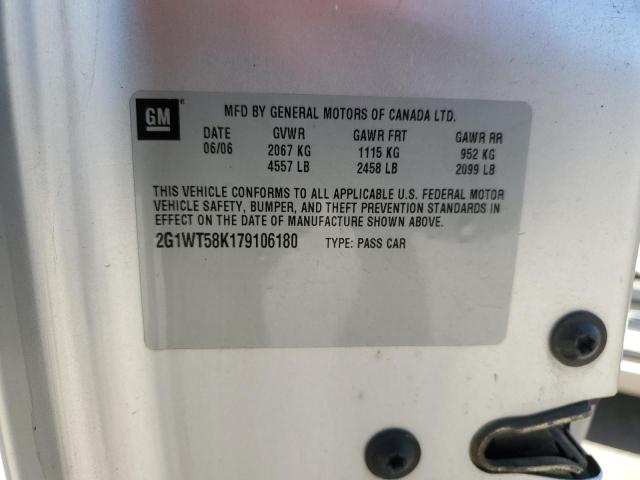 GM
MFD BY GENERAL MOTORS OF CANADA LTD.
DATE GVWR GAWR FRT GAWR RR
06/06 2067 KG 1115 KG 952 KG
4557 LB 2458 LB 2099 LB
THIS VEHICLE CONFORMS TO ALL APPLICABLE U.S. FEDERAL MOTOR
VEHICLE SAFETY, BUMPER, AND THEFT PREVENTION STANDARDS IN
EFFECT ON THE DATE OF MANUFACTURE SHOWN ABOVE.
2G1WT58K179106180 TYPE: PASS CAR